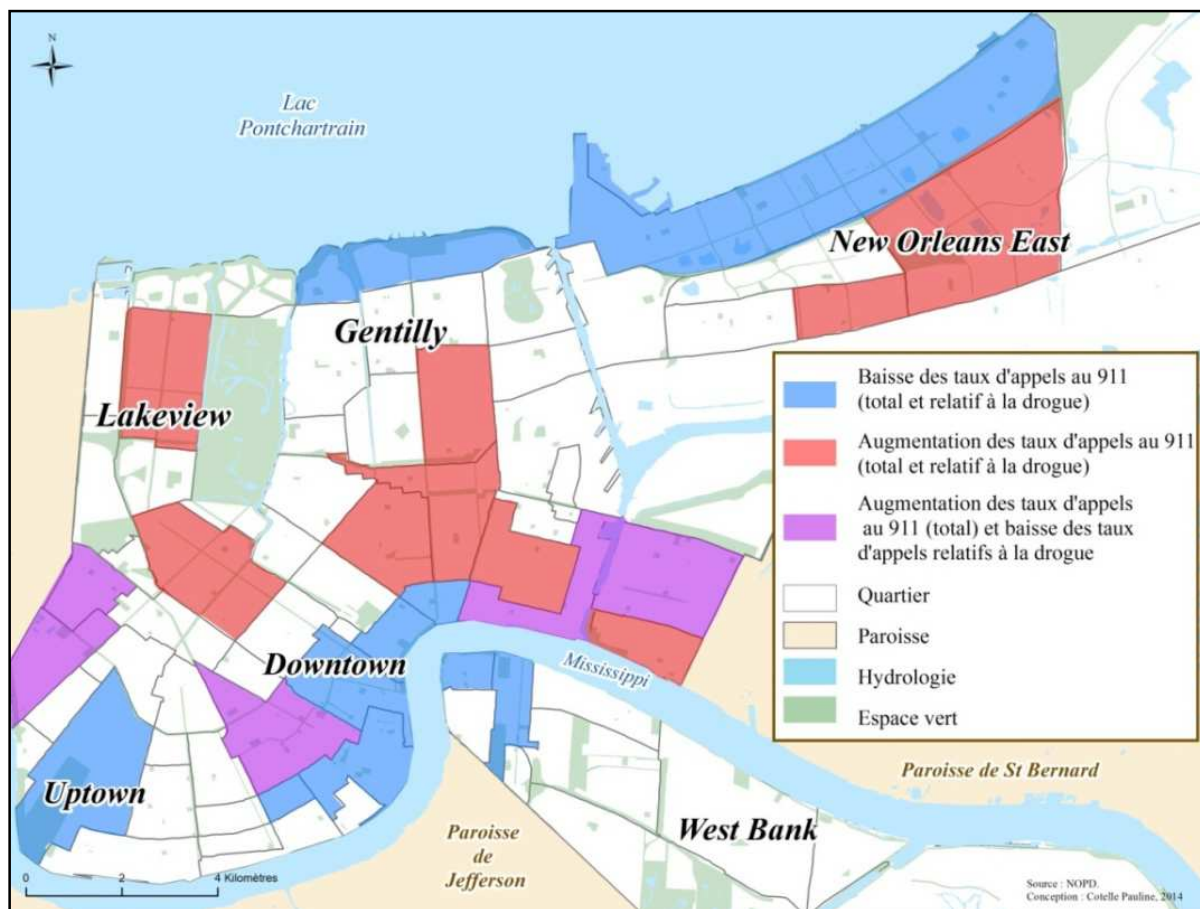 N
Lac
Pontchartrain
New Orleans East
Gentilly
Lakeview
Baisse des taux d'appels au 911
(total et relatif à la drogue)
Augmentation des taux d'appels au 911
(total et relatif à la drogue)
Augmentation des taux d'appels
au 911 (total) et baisse des taux
d'appels relatifs à la drogue
Quartier
Paroisse
Hydrologie
Espace vert
Downtown
Mississippi
Uptown
Paroisse de St Bernard
West Bank
Paroisse
de
Jefferson
0 2 4 Kilomètres
Source : NOPD.
Conception : Cotelle Pauline, 2014